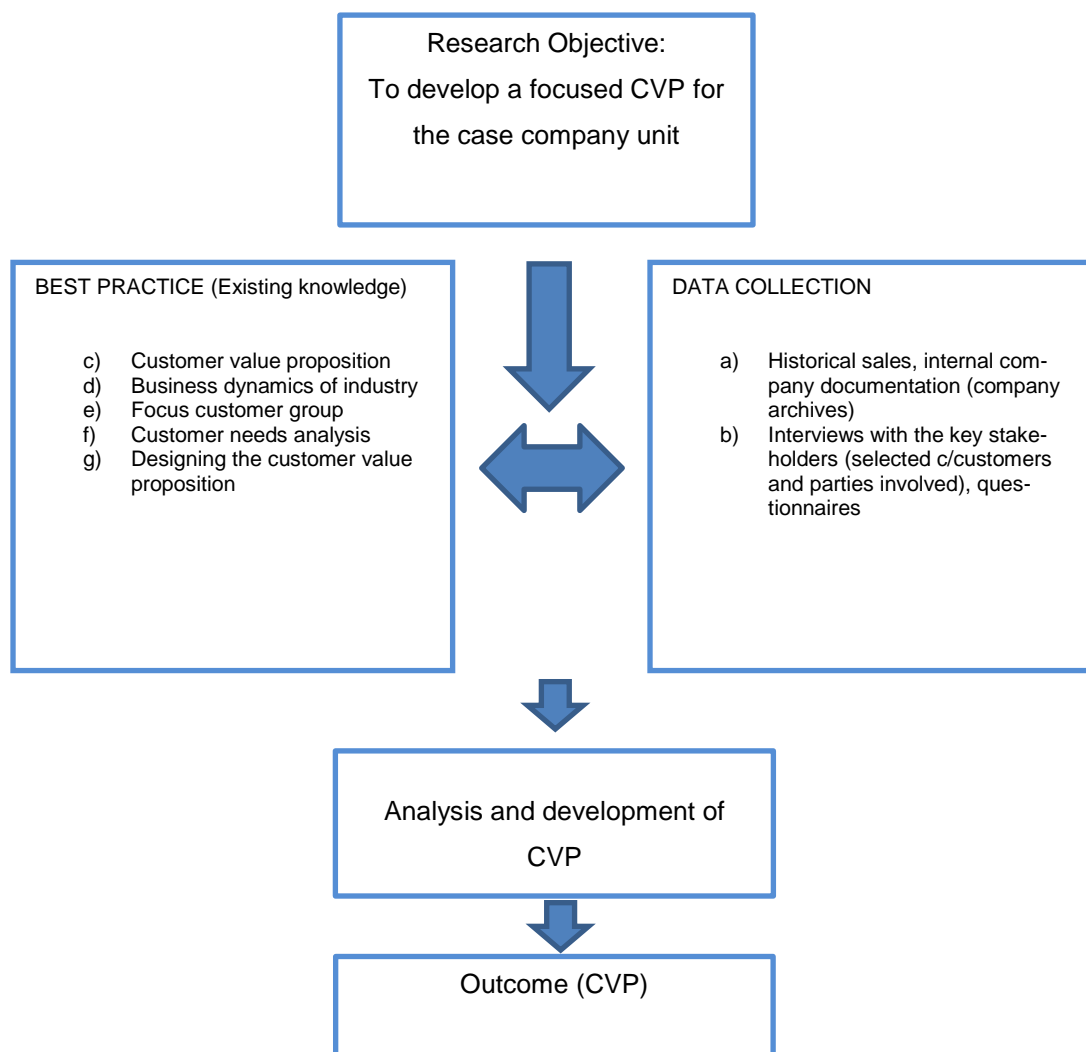 Research Objective:
To develop a focused CVP for
the case company unit
BEST PRACTICE (Existing knowledge)
c) Customer value proposition
d) Business dynamics of industry
e) Focus customer group
f) Customer needs analysis
g) Designing the customer value
proposition
DATA COLLECTION
a) Historical sales, internal com-
pany documentation (company
archives)
b) Interviews with the key stake-
holders (selected c/customers
and parties involved), ques-
tionnaires
Analysis and development of
CVP
Outcome (CVP)